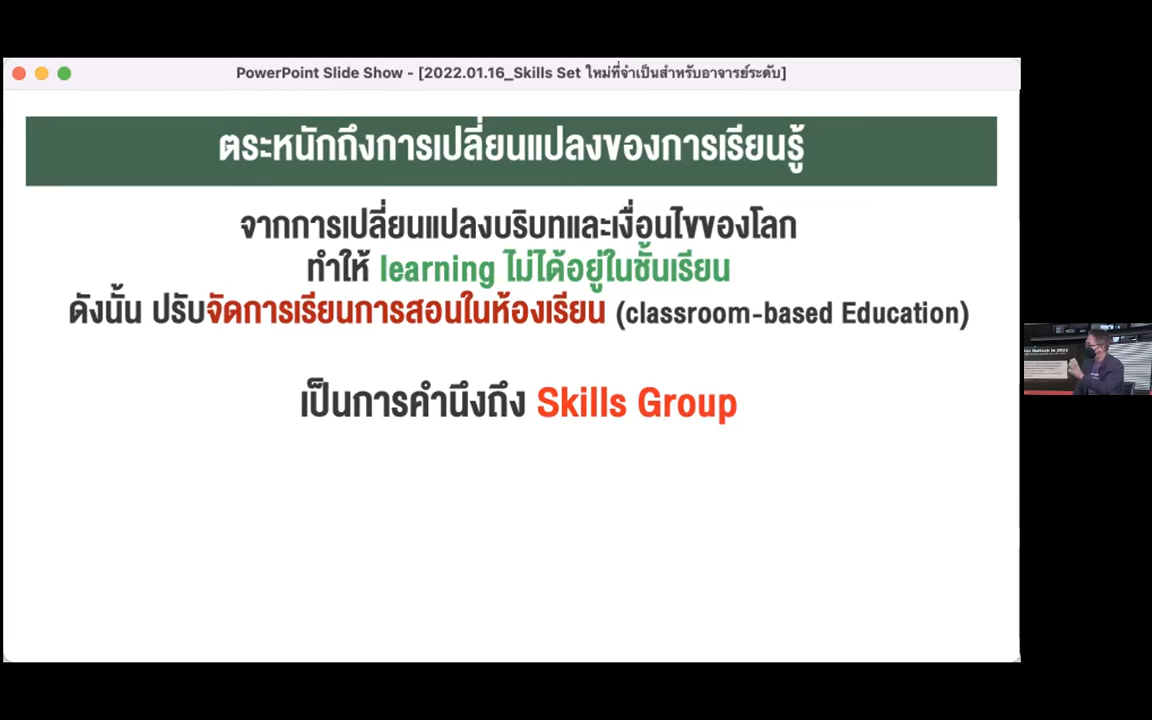 PowerPoint Slide Show - [2022.01.16_Skills Set ใหม่ที่จำเป็นสำหรับอาจารย์ระดับ]
ตระหนักถึงการเปลี่ยนแปลงของการเรียนรู้
จากการเปลี่ยนแปลงบริบทและเงื่อนไขของโลก
ทำให้ learning ไม่ได้อยู่ในชั้นเรียน
ดังนั้น ปรับจัดการเรียนการสอนในห้องเรียน (classroom-based Education)
เป็นการคำนึงถึง Skills Group
Outlook in 2022